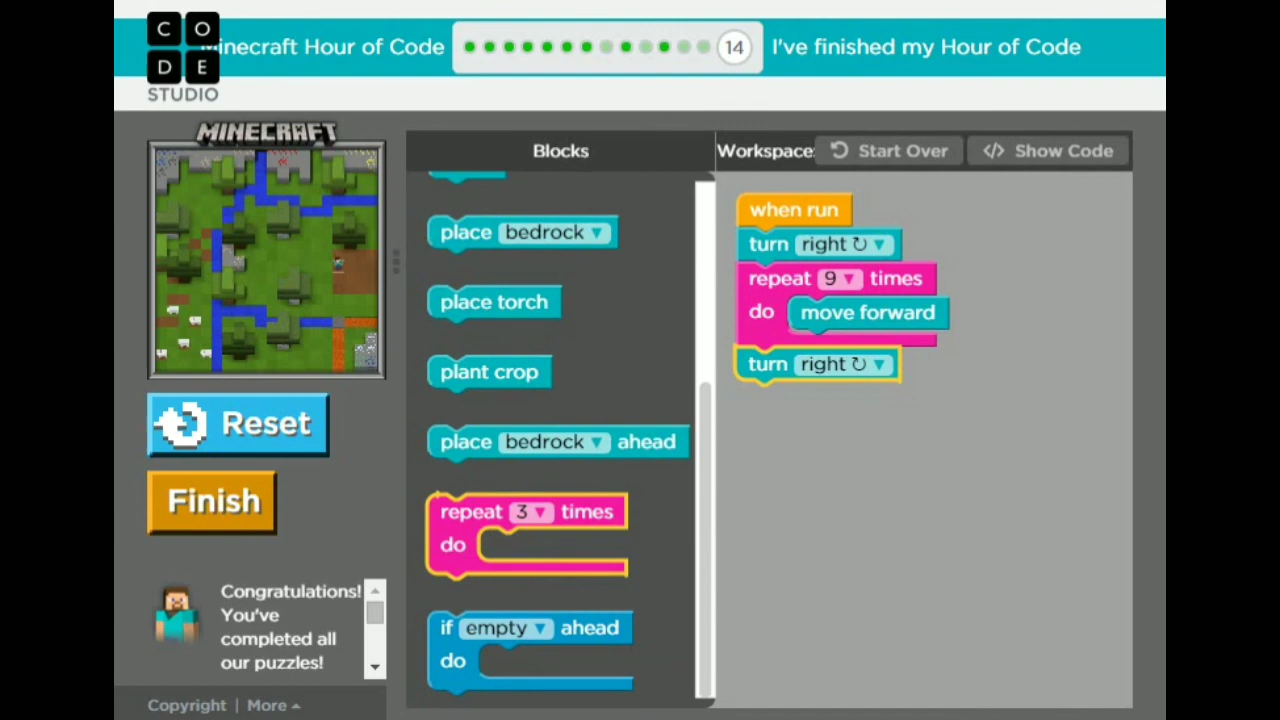 C O
D E
STUDIO
Minecraft Hour of Code
14
I've finished my Hour of Code
MINECRAFT
Reset
Finish
Congratulations!
You've
completed all
our puzzles!
Copyright | More
Blocks
place bedrock
place torch
plant crop
place bedrock ahead
repeat 3 times
do
if empty ahead
do
Workspace:
Start Over
</> Show Code
when run
turn right ↻
repeat 9 times
do move forward
turn right ↻